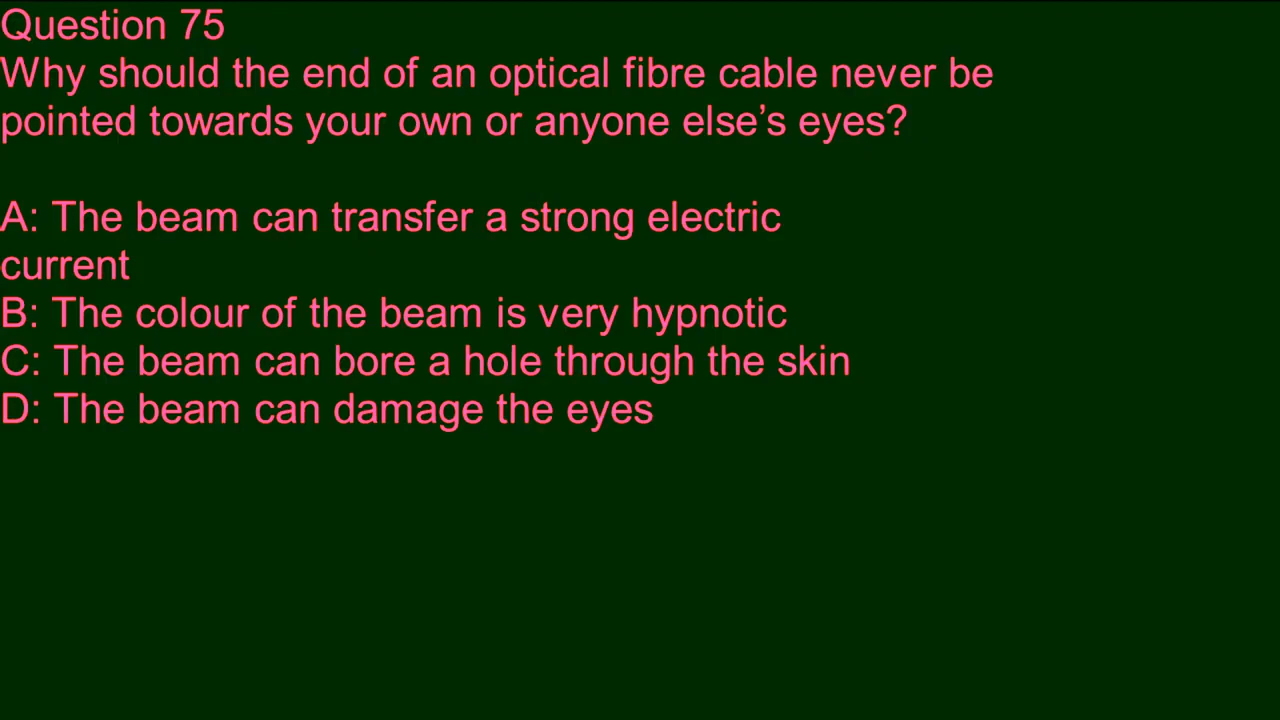 Question 75
Why should the end of an optical fibre cable never be
pointed towards your own or anyone else’s eyes?
A: The beam can transfer a strong electric
current
B: The colour of the beam is very hypnotic
C: The beam can bore a hole through the skin
D: The beam can damage the eyes